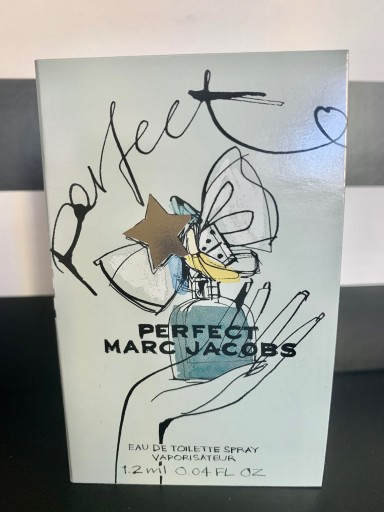 Perfect
PERFECT
MARC JACOBS
EAU DE TOILETTE SPRAY
VAPORISATEUR
1.2 ml 0.04 FL OZ